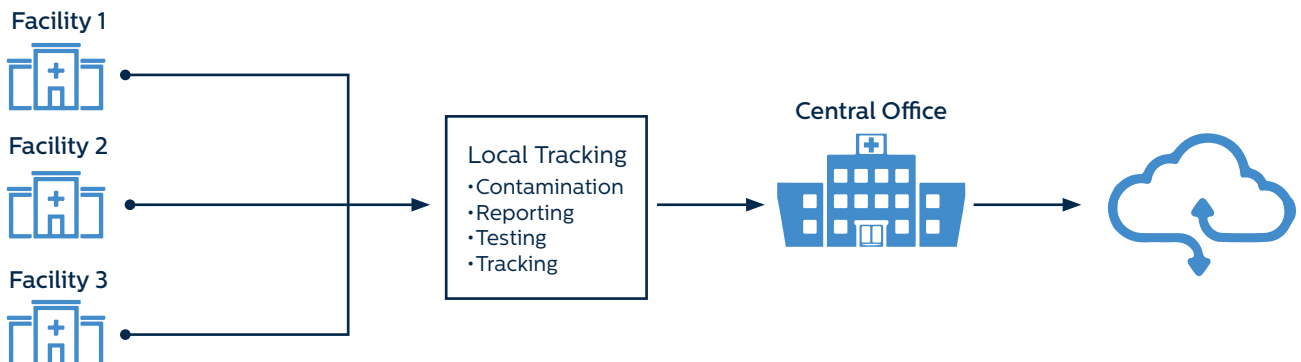 Facility 1
Facility 2
Facility 3
Local Tracking
•Contamination
•Reporting
•Testing
•Tracking
Central Office